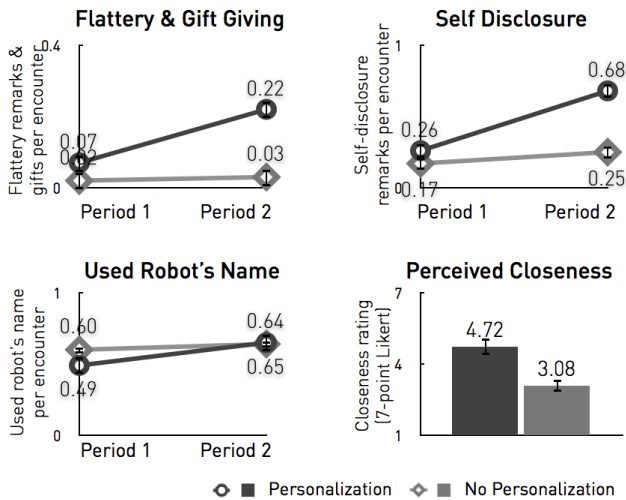 Flattery & Gift Giving
0.4
0
Flattery remarks &
gifts per encounter
0.07
0.02
0.22
0.03
Period 1
Period 2
Self Disclosure
1
0
Self-disclosure
remarks per encounter
0.26
0.17
0.68
0.25
Period 1
Period 2
Used Robot's Name
1
0
Used robot's name
per encounter
0.60
0.49
0.64
0.65
Period 1
Period 2
Perceived Closeness
7
4
1
Closeness rating
(7-point Likert)
4.72
3.08
Personalization
No Personalization